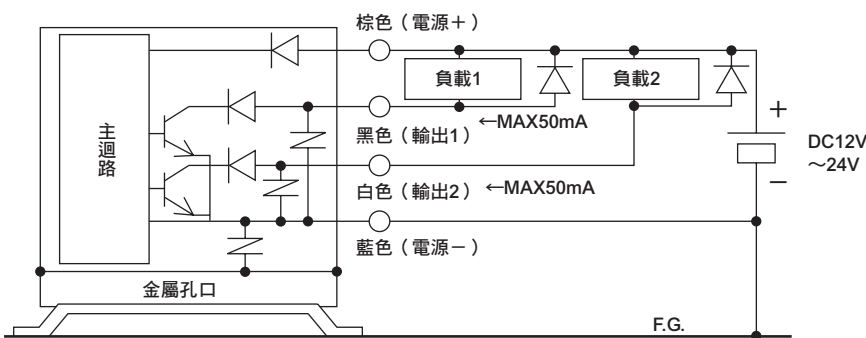 棕色（電源＋）
負載1
負載2
←MAX50mA
黑色（輸出1）
主迴路
＋
DC12V
～24V
白色（輸出2）
←MAX50mA
－
藍色（電源－）
金屬孔口
F.G.